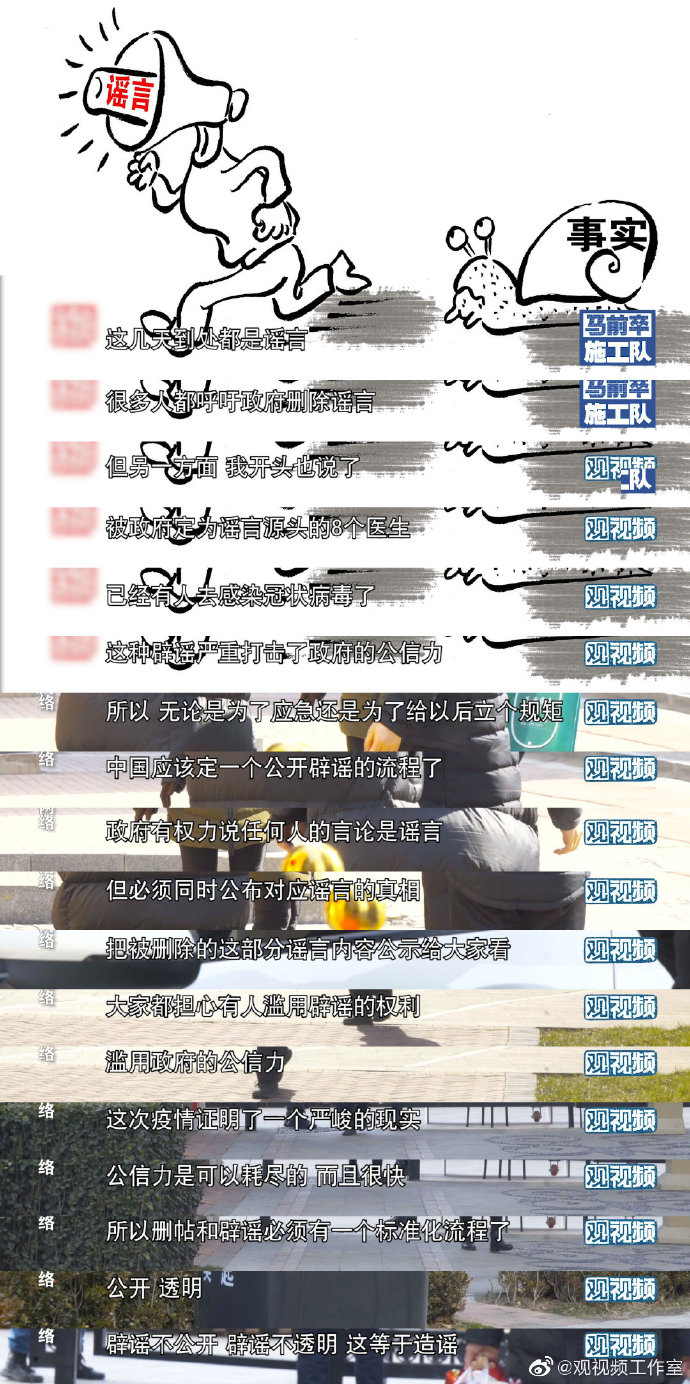 谣言
事实
这几天到处都是谣言
马前卒
施工队
很多人都呼吁政府删除谣言
马前卒
施工队
但另一方面 我开头也说了
观视频
队
被政府定为谣言源头的8个医生
观视频
已经有人去感染冠状病毒了
观视频
这种辟谣严重打击了政府的公信力
观视频
络
所以 无论是为了应急还是为了给以后立个规矩
观视频
络
中国应该定一个公开辟谣的流程了
观视频
络
政府有权力说任何人的言论是谣言
观视频
络
但必须同时公布对应谣言的真相
观视频
络
把被删除的这部分谣言内容公示给大家看
观视频
络
大家都担心有人滥用辟谣的权利
观视频
络
滥用政府的公信力
观视频
络
这次疫情证明了一个严峻的现实
观视频
络
公信力是可以耗尽的 而且很快
观视频
络
所以删帖和辟谣必须有一个标准化流程了
观视频
络
公开 透明
观视频
络
辟谣不公开 辟谣不透明 这等于造谣
观视频
@观视频工作室